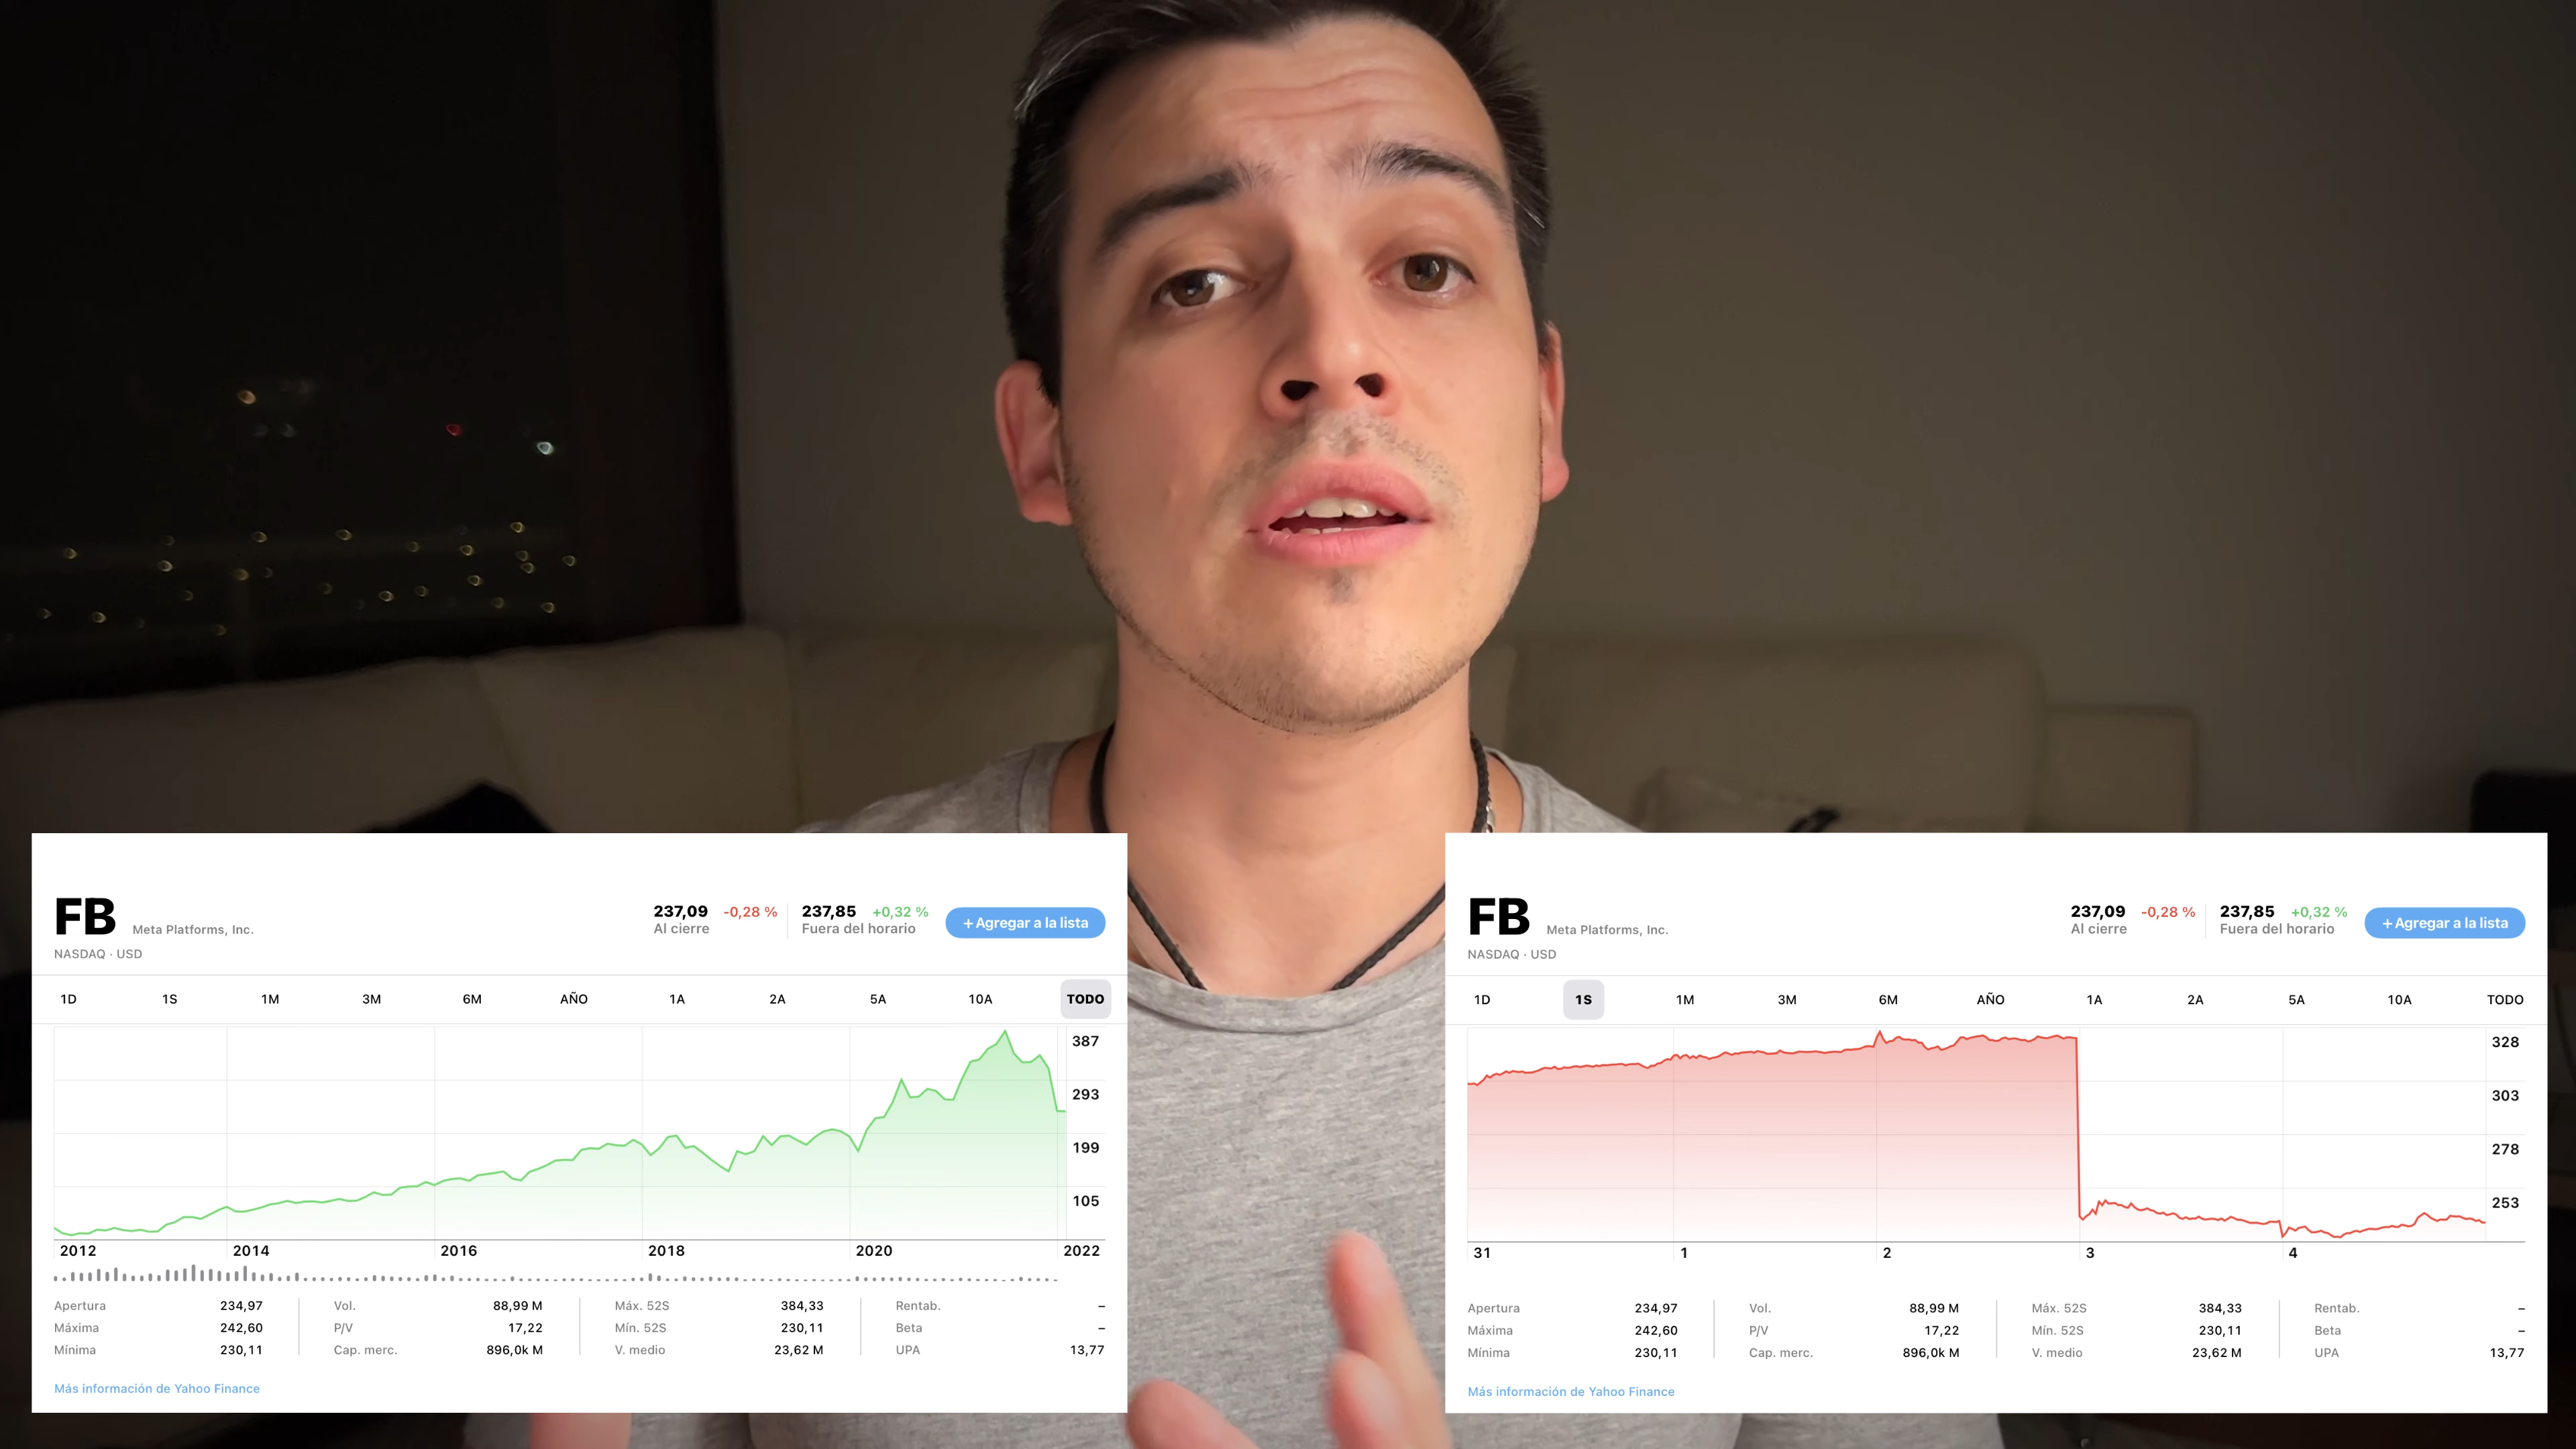 FB Meta Platforms, Inc.
NASDAQ · USD
237,09 -0,28 % 237,85 +0,32 %
Al cierre Fuera del horario
+ Agregar a la lista
1D 1S 1M 3M 6M AÑO 1A 2A 5A 10A TODO
387
293
199
105
2012 2014 2016 2018 2020 2022
Apertura 234,97 Vol. 88,99 M Máx. 52S 384,33 Rentab. –
Máxima 242,60 P/V 17,22 Mín. 52S 230,11 Beta –
Mínima 230,11 Cap. merc. 896,0k M V. medio 23,62 M UPA 13,77
Más información de Yahoo Finance
FB Meta Platforms, Inc.
NASDAQ · USD
237,09 -0,28 % 237,85 +0,32 %
Al cierre Fuera del horario
+ Agregar a la lista
1D 1S 1M 3M 6M AÑO 1A 2A 5A 10A TODO
328
303
278
253
31 1 2 3 4
Apertura 234,97 Vol. 88,99 M Máx. 52S 384,33 Rentab. –
Máxima 242,60 P/V 17,22 Mín. 52S 230,11 Beta –
Mínima 230,11 Cap. merc. 896,0k M V. medio 23,62 M UPA 13,77
Más información de Yahoo Finance